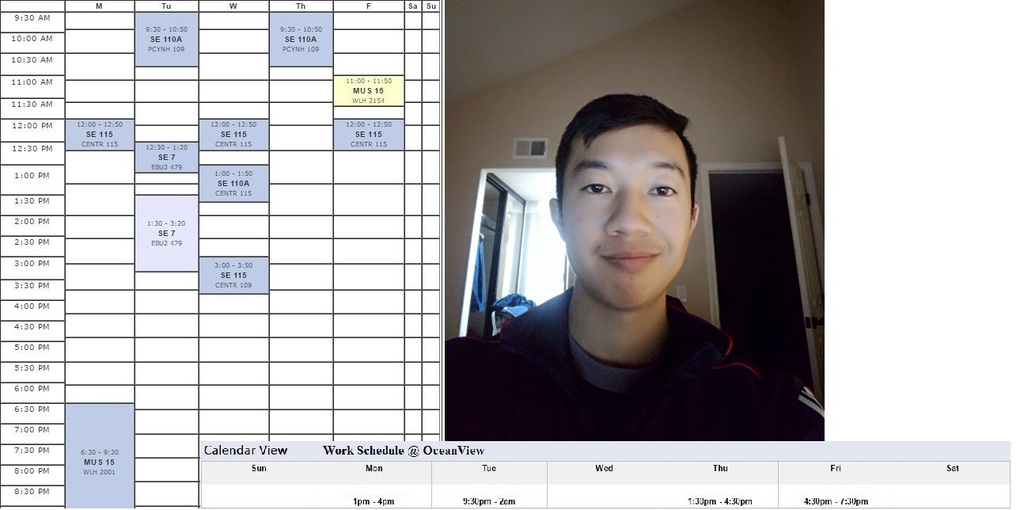 M Tu W Th F Sa Su
9:30 AM
10:00 AM
10:30 AM
11:00 AM
11:30 AM
12:00 PM
12:30 PM
1:00 PM
1:30 PM
2:00 PM
2:30 PM
3:00 PM
3:30 PM
4:00 PM
4:30 PM
5:00 PM
5:30 PM
6:00 PM
6:30 PM
7:00 PM
7:30 PM
8:00 PM
8:30 PM
12:00 - 12:50
SE 115
CENTR 115
6:30 - 9:20
MUS 15
WLH 2001
9:30 - 10:50
SE 110A
PCYNH 109
12:30 - 1:20
SE 7
EBU2 479
1:30 - 3:20
SE 7
EBU2 479
12:00 - 12:50
SE 115
CENTR 115
1:00 - 1:50
SE 110A
CENTR 115
3:00 - 3:50
SE 115
CENTR 109
9:30 - 10:50
SE 110A
PCYNH 109
11:00 - 11:50
MUS 15
WLH 2154
12:00 - 12:50
SE 115
CENTR 115
Calendar View Work Schedule @ OceanView
Sun Mon Tue Wed Thu Fri Sat
1pm - 4pm 9:30pm - 2am 1:30pm - 4:30pm 4:30pm - 7:30pm